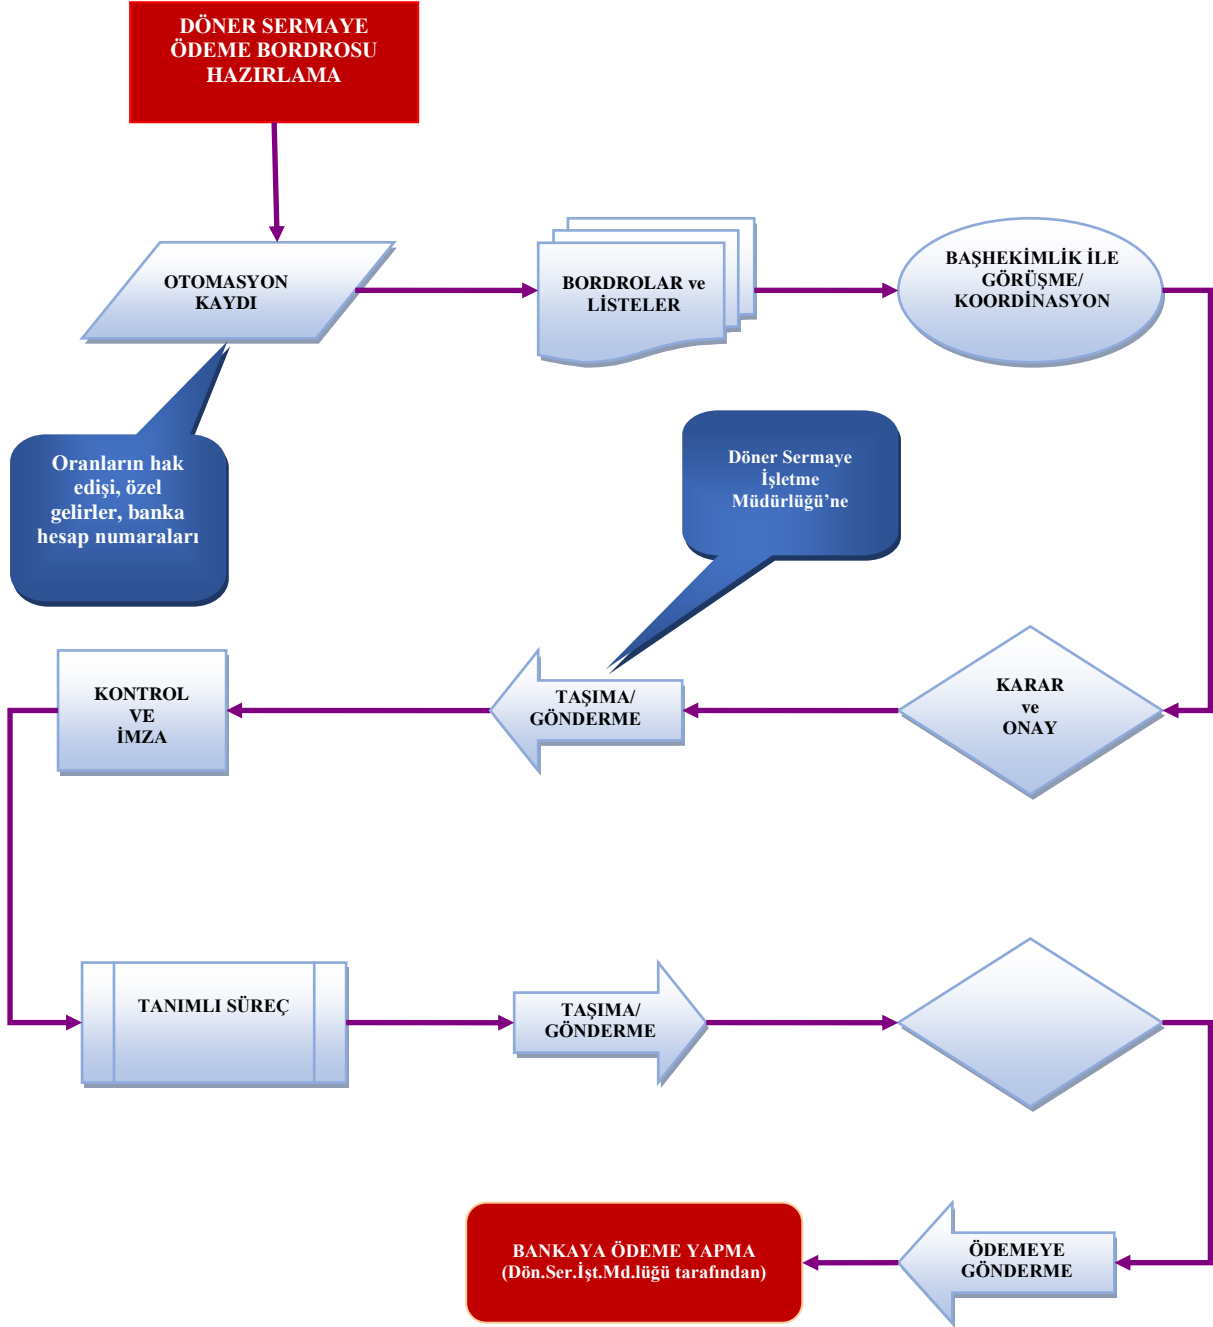 DÖNER SERMAYE
ÖDEME BORDROSU
HAZIRLAMA
OTOMASYON
KAYDI
BORDROLAR ve
LİSTELER
BAŞHEKİMLİK İLE
GÖRÜŞME/
KOORDİNASYON
Oranların hak
edişi, özel
gelirler, banka
hesap numaraları
Döner Sermaye
İşletme
Müdürlüğü’ne
KONTROL
VE
İMZA
TAŞIMA/
GÖNDERME
KARAR
ve
ONAY
TANIMLI SÜREÇ
TAŞIMA/
GÖNDERME
BANKAYA ÖDEME YAPMA
(Dön.Ser.İşt.Md.lüğü tarafından)
ÖDEMEYE
GÖNDERME